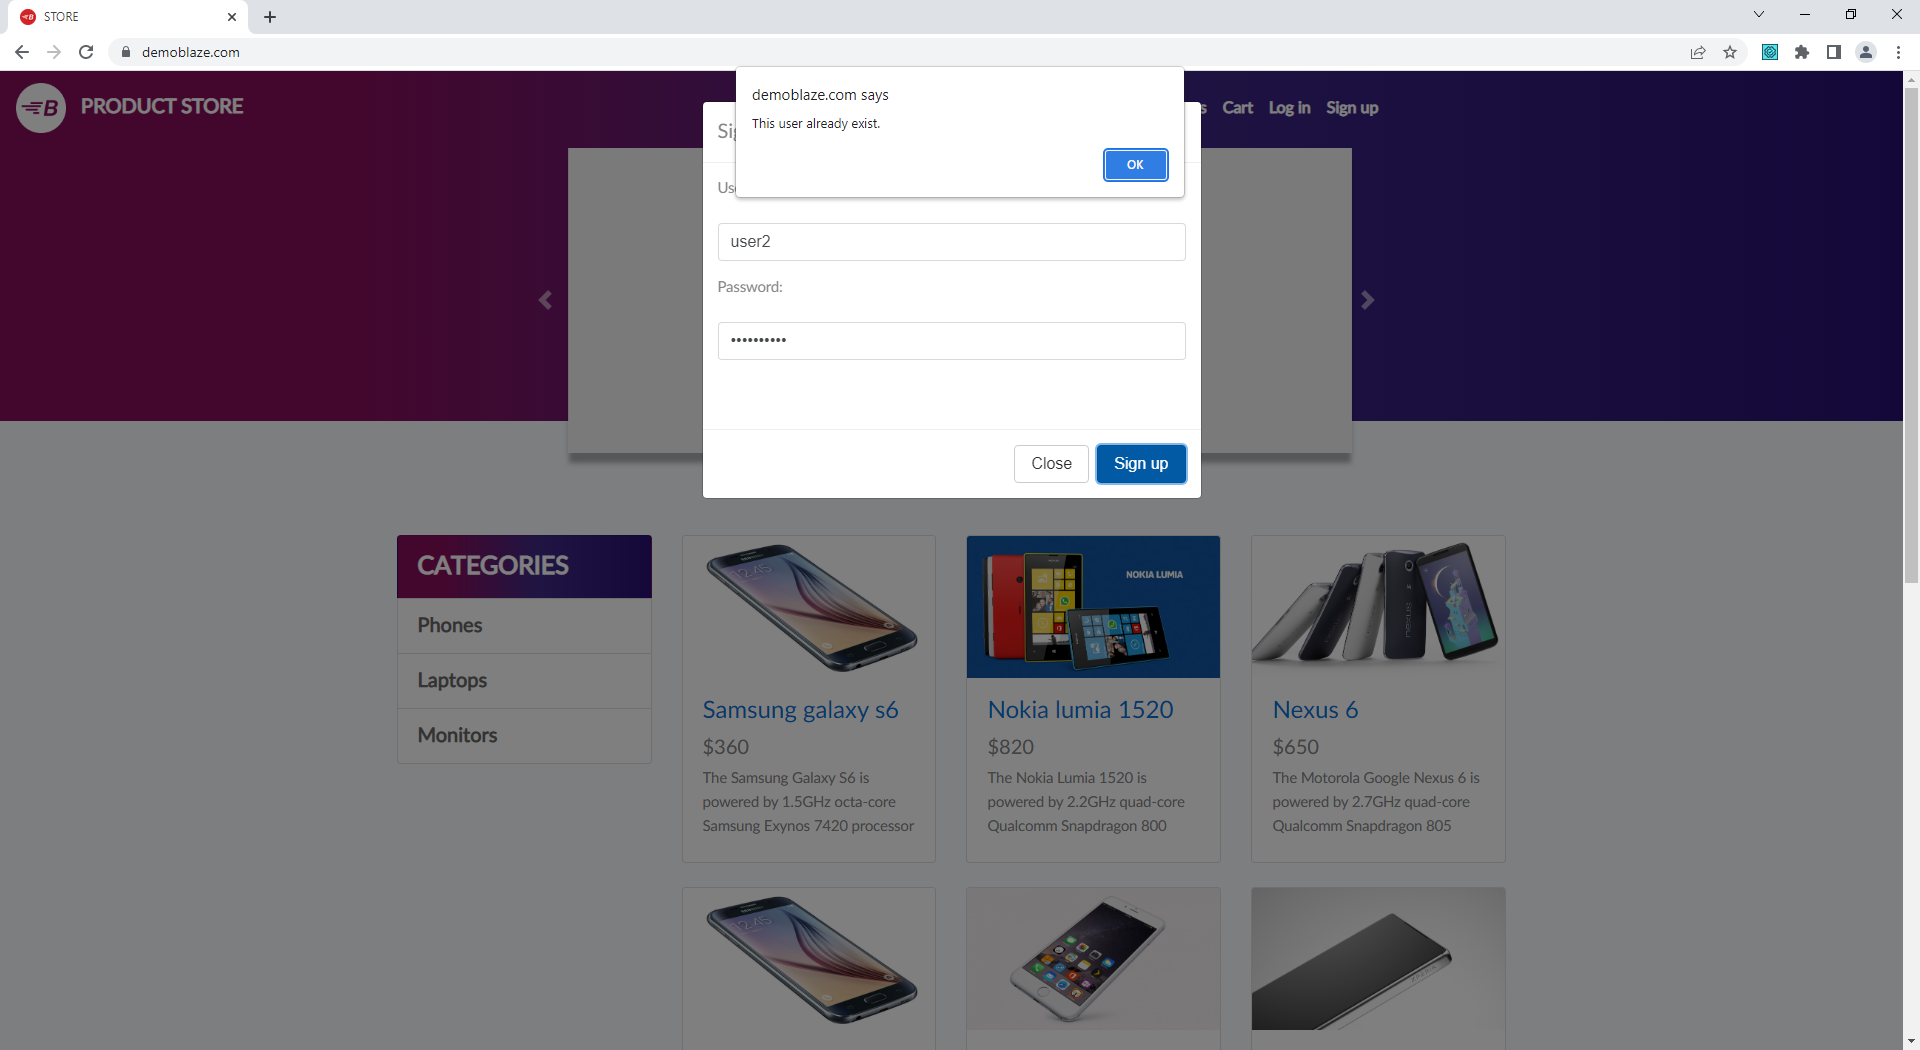 STORE
demoblaze.com
PRODUCT STORE
Cart
Log in
Sign up
demoblaze.com says
This user already exist.
OK
user2
Password:
••••••••••
Close
Sign up
CATEGORIES
Phones
Laptops
Monitors
NOKIA LUMIA
Samsung galaxy s6
$360
The Samsung Galaxy S6 is
powered by 1.5GHz octa-core
Samsung Exynos 7420 processor
Nokia lumia 1520
$820
The Nokia Lumia 1520 is
powered by 2.2GHz quad-core
Qualcomm Snapdragon 800
Nexus 6
$650
The Motorola Google Nexus 6 is
powered by 2.7GHz quad-core
Qualcomm Snapdragon 805